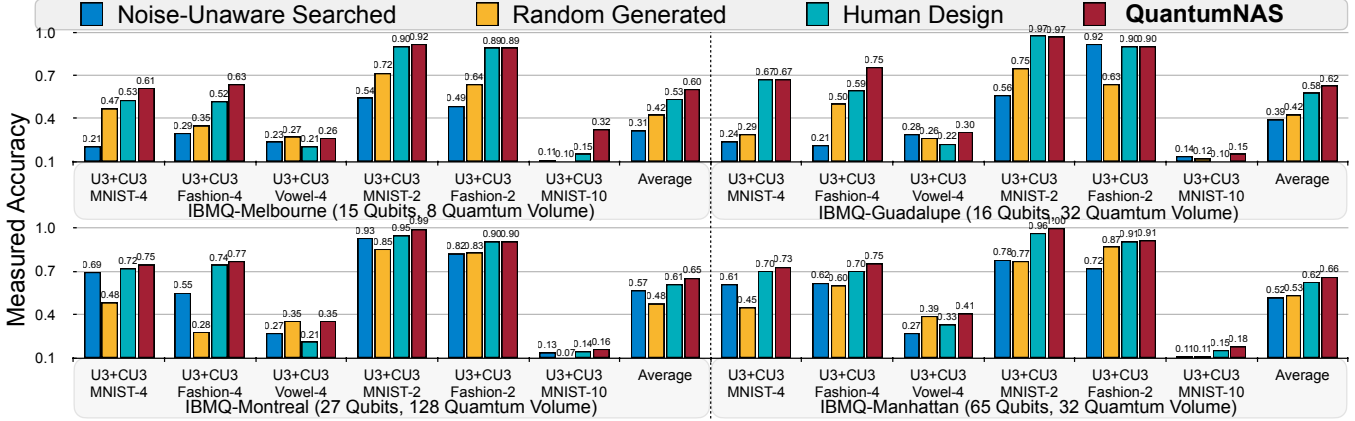 Noise-Unaware Searched Random Generated Human Design QuantumNAS
Measured Accuracy
1.0
0.7
0.4
0.1
0.21 0.47 0.53 0.61
0.29 0.35 0.52 0.63
0.23 0.27 0.21 0.26
0.54 0.72 0.90 0.92
0.49 0.64 0.89 0.89
0.11 0.10 0.15 0.32
0.31 0.42 0.53 0.60
U3+CU3 U3+CU3 U3+CU3 U3+CU3 U3+CU3 U3+CU3 Average
MNIST-4 Fashion-4 Vowel-4 MNIST-2 Fashion-2 MNIST-10
IBMQ-Melbourne (15 Qubits, 8 Quamtum Volume)
0.24 0.29 0.67 0.67
0.21 0.50 0.59 0.75
0.28 0.26 0.22 0.30
0.56 0.75 0.97 0.97
0.92 0.63 0.90 0.90
0.14 0.12 0.10 0.15
0.39 0.42 0.58 0.62
U3+CU3 U3+CU3 U3+CU3 U3+CU3 U3+CU3 U3+CU3 Average
MNIST-4 Fashion-4 Vowel-4 MNIST-2 Fashion-2 MNIST-10
IBMQ-Guadalupe (16 Qubits, 32 Quamtum Volume)
1.0
0.7
0.4
0.1
0.69 0.48 0.72 0.75
0.55 0.28 0.74 0.77
0.27 0.35 0.21 0.35
0.93 0.85 0.95 0.99
0.82 0.83 0.90 0.90
0.13 0.07 0.14 0.16
0.57 0.48 0.61 0.65
U3+CU3 U3+CU3 U3+CU3 U3+CU3 U3+CU3 U3+CU3 Average
MNIST-4 Fashion-4 Vowel-4 MNIST-2 Fashion-2 MNIST-10
IBMQ-Montreal (27 Qubits, 128 Quamtum Volume)
0.61 0.45 0.70 0.73
0.62 0.60 0.70 0.75
0.27 0.39 0.33 0.41
0.78 0.77 0.96 1.00
0.72 0.87 0.91 0.91
0.11 0.11 0.15 0.18
0.52 0.53 0.62 0.66
U3+CU3 U3+CU3 U3+CU3 U3+CU3 U3+CU3 U3+CU3 Average
MNIST-4 Fashion-4 Vowel-4 MNIST-2 Fashion-2 MNIST-10
IBMQ-Manhattan (65 Qubits, 32 Quamtum Volume)